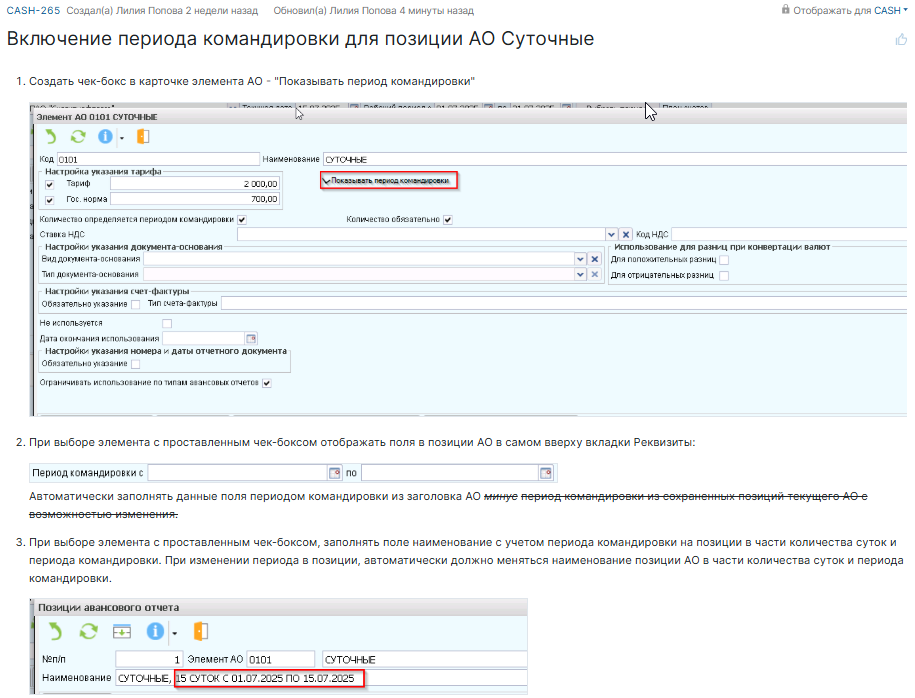 CASH-265 Создал(а) Лилия Попова 2 недели назад Обновил(а) Лилия Попова 4 минуты назад Отображать для CASH
Включение периода командировки для позиции АО Суточные
1. Создать чек-бокс в карточке элемента АО - "Показывать период командировки"
Элемент АО 0101 СУТОЧНЫЕ
Код 0101 Наименование СУТОЧНЫЕ
Настройка указания тарифа
Тариф 2 000,00 Показывать период командировки
Гос. норма 700,00
Количество определяется периодом командировки Количество обязательно
Ставка НДС Код НДС
Настройки указания документа-основания Использование для разниц при конвертации валют
Вид документа-основания Для положительных разниц
Тип документа-основания Для отрицательных разниц
Настройки указания счет-фактуры
Обязательно указание Тип счета-фактуры
Не используется
Дата окончания использования
Настройки указания номера и даты отчетного документа
Обязательно указание
Ограничивать использование по типам авансовых отчетов
2. При выборе элемента с проставленным чек-боксом отображать поля в позиции АО в самом вверху вкладки Реквизиты:
Период командировки с по
Автоматически заполнять данные поля периодом командировки из заголовка АО минус период командировки из сохраненных позиций текущего АО с
возможностью изменения.
3. При выборе элемента с проставленным чек-боксом, заполнять поле наименование с учетом периода командировки на позиции в части количества суток и
периода командировки. При изменении периода в позиции, автоматически должно меняться наименование позиции АО в части количества суток и периода
командировки.
Позиции авансового отчета
№п/п 1 Элемент АО 0101 СУТОЧНЫЕ
Наименование СУТОЧНЫЕ, 15 СУТОК С 01.07.2025 ПО 15.07.2025